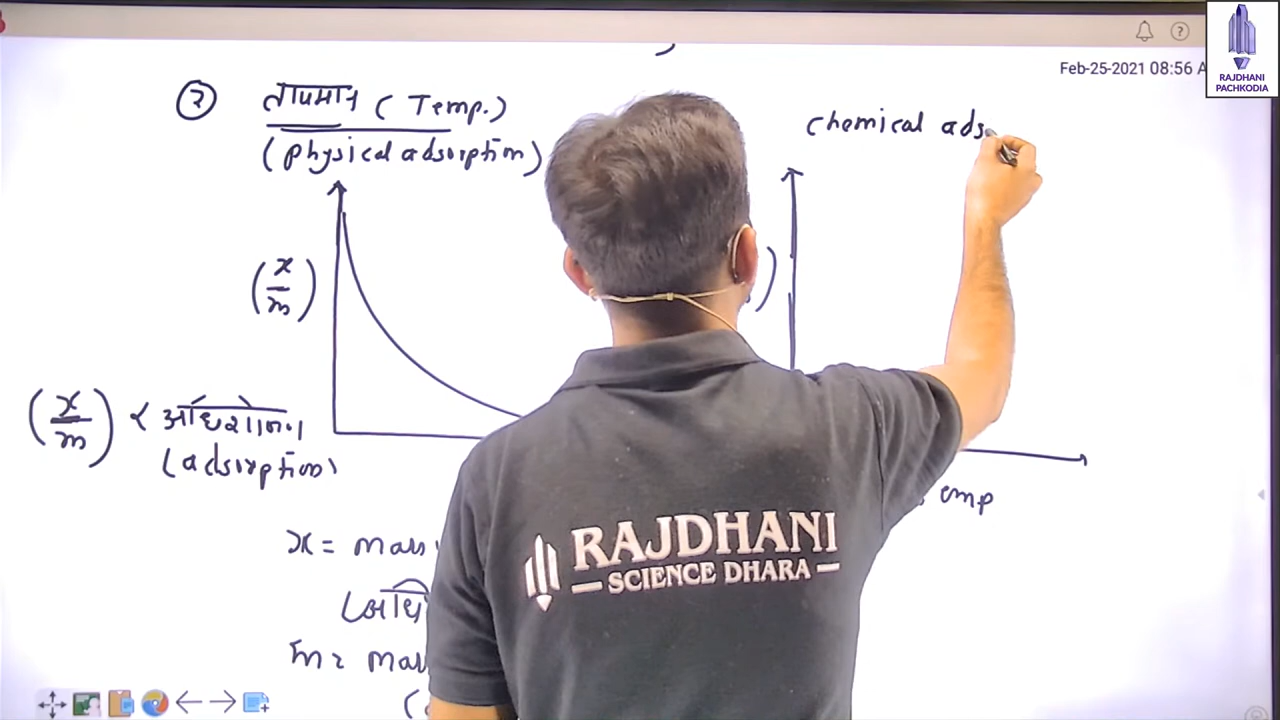 Feb-25-2021 08:56 A
RAJDHANI
PACHKODIA
② तापमान (Temp.)
(physical adsorption)
chemical ads
(x/m)
(x/m) < अधिशोषण
(adsorption)
emp
x = mass
m = mass
RAJDHANI
SCIENCE DHARA